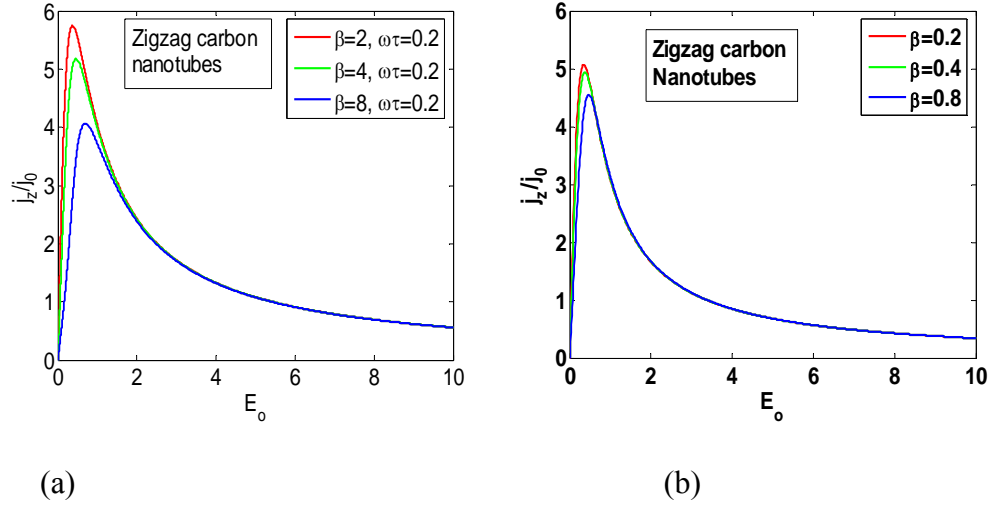 6
5
4
3
2
1
0
j_z/j_0
Zigzag carbon
nanotubes
β=2, ωτ=0.2
β=4, ωτ=0.2
β=8, ωτ=0.2
0 2 4 6 8 10
E_o
6
5
4
3
2
1
0
j_z/j_0
Zigzag carbon
Nanotubes
β=0.2
β=0.4
β=0.8
0 2 4 6 8 10
E_o
(a) (b)